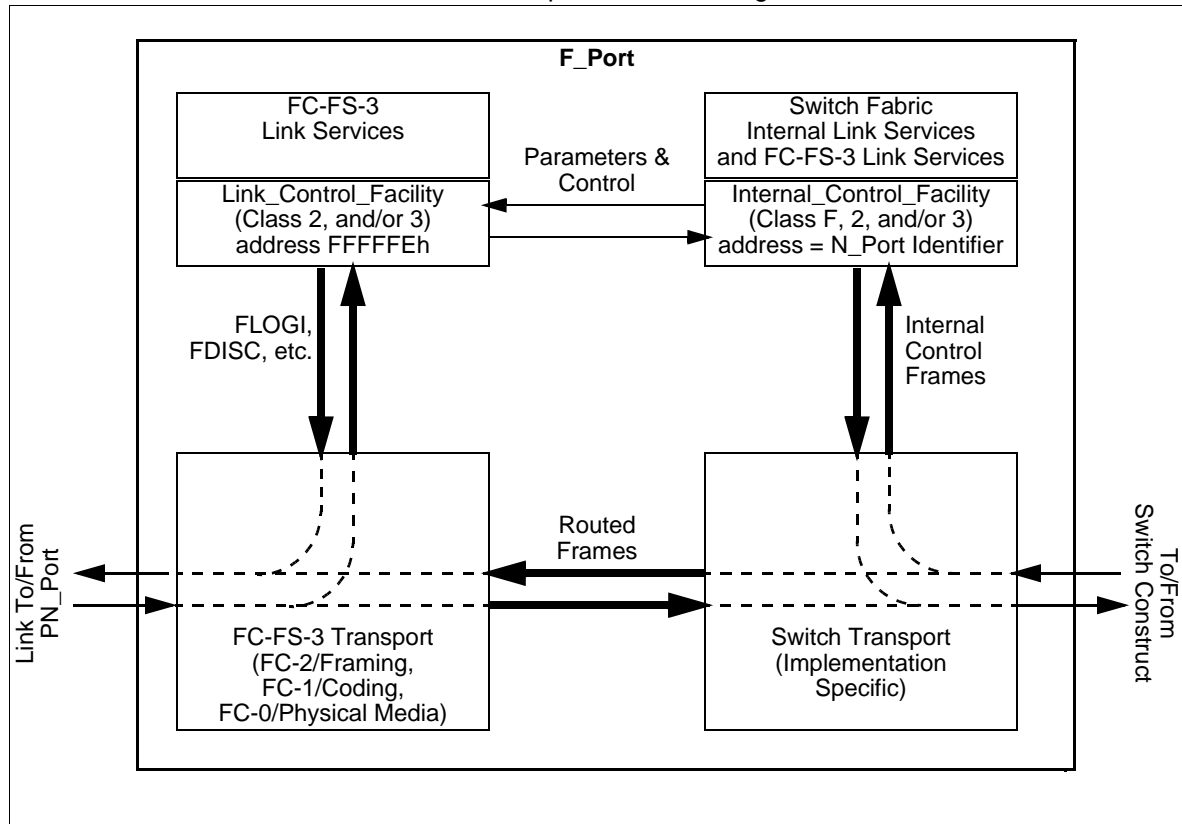 F_Port
FC-FS-3
Link Services
Switch Fabric
Internal Link Services
and FC-FS-3 Link Services
Parameters &
Control
Link_Control_Facility
(Class 2, and/or 3)
address FFFFFEh
Internal_Control_Facility
(Class F, 2, and/or 3)
address = N_Port Identifier
FLOGI,
FDISC, etc.
Internal
Control
Frames
Routed
Frames
Link To/From
PN_Port
To/From
Switch Construct
FC-FS-3 Transport
(FC-2/Framing,
FC-1/Coding,
FC-0/Physical Media)
Switch Transport
(Implementation
Specific)